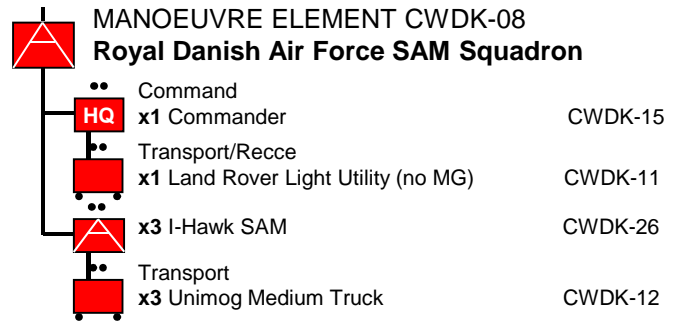 MANOEUVRE ELEMENT CWDK-08
Royal Danish Air Force SAM Squadron
Command
HQ x1 Commander CWDK-15
Transport/Recce
x1 Land Rover Light Utility (no MG) CWDK-11
x3 I-Hawk SAM CWDK-26
Transport
x3 Unimog Medium Truck CWDK-12